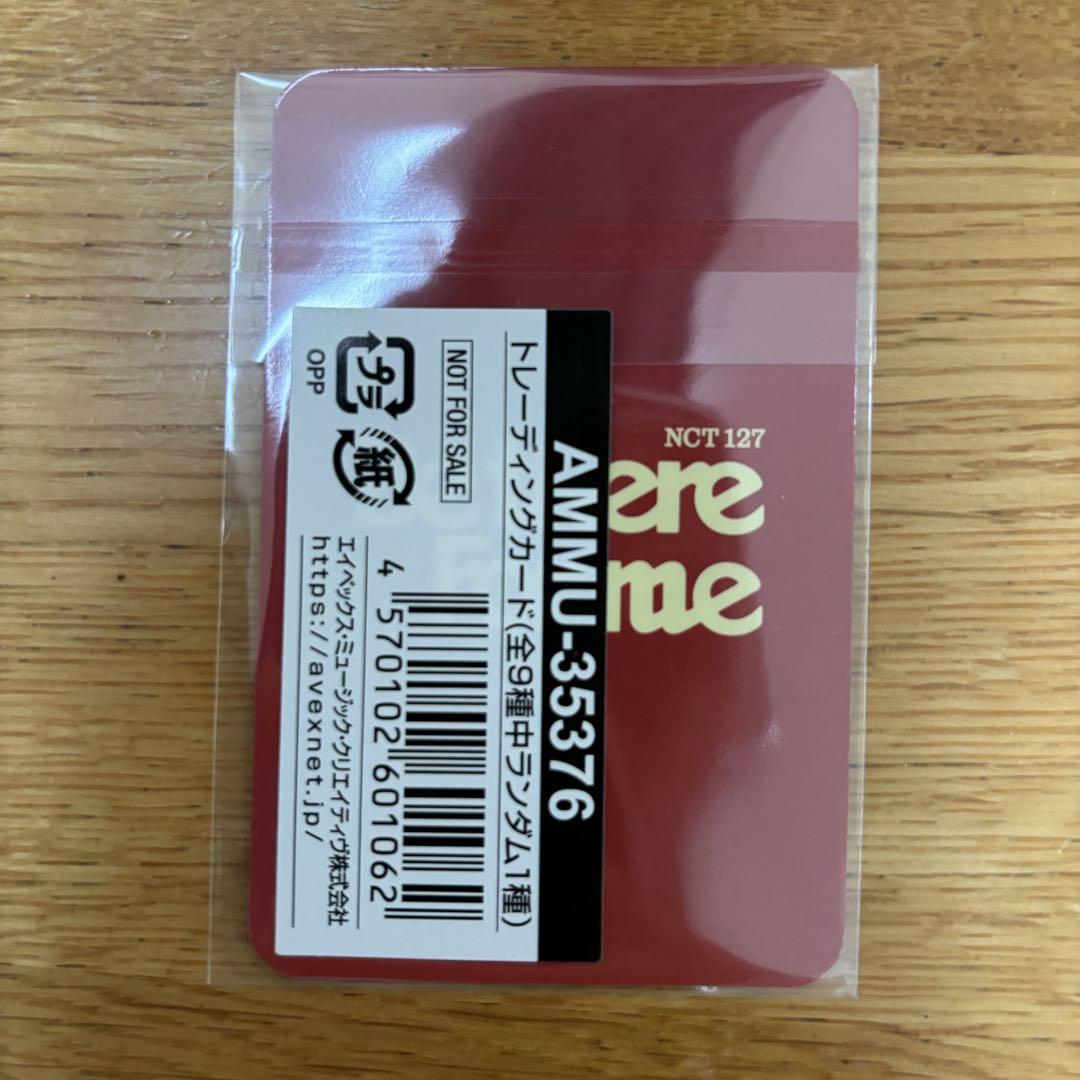 AMMU-35376
トレーディングカード(全9種中ランダム1種)
NOT FOR SALE
プラ
OPP
紙
4 570102 601062
エイベックス・ミュージック・クリエイティヴ株式会社
https://avexnet.jp/
NCT 127